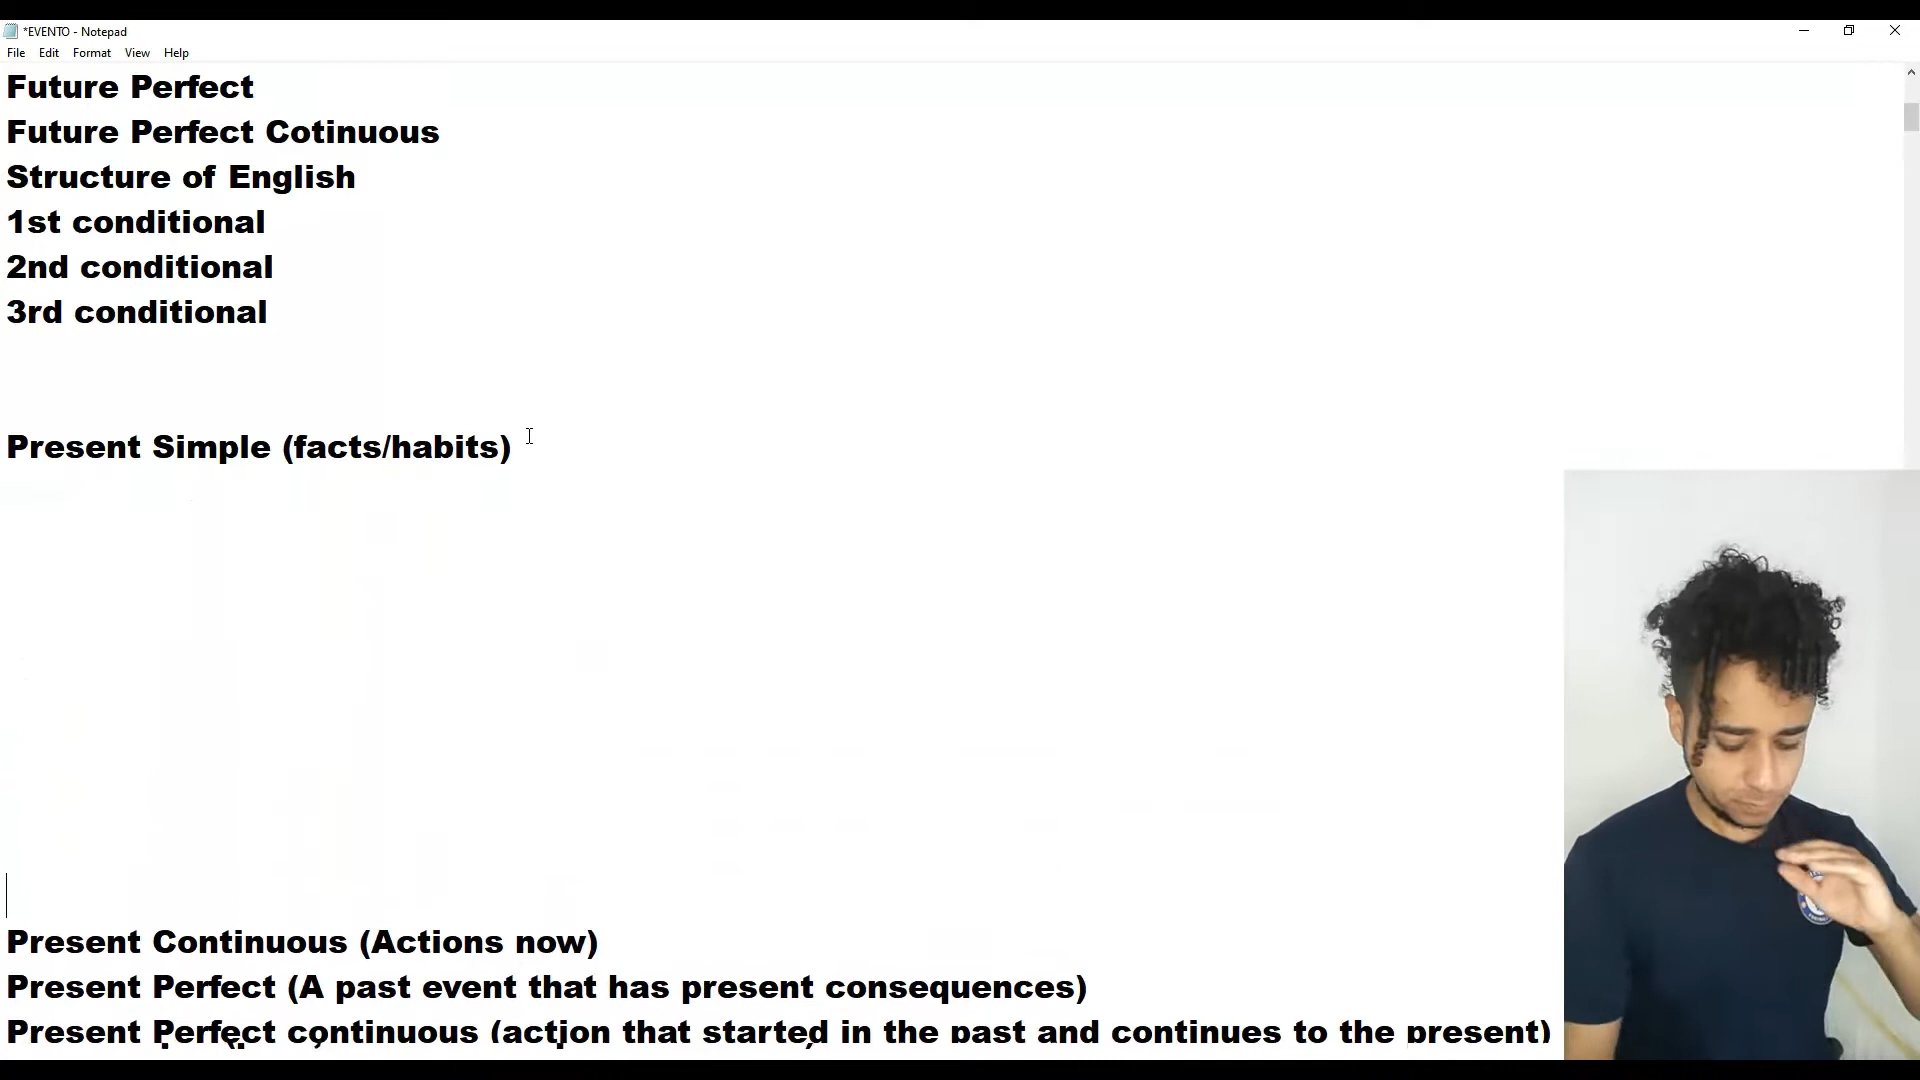 *EVENTO - Notepad
File Edit Format View Help
Future Perfect
Future Perfect Cotinuous
Structure of English
1st conditional
2nd conditional
3rd conditional
Present Simple (facts/habits)
Present Continuous (Actions now)
Present Perfect (A past event that has present consequences)
Present Perfect continuous (action that started in the past and continues to the present)